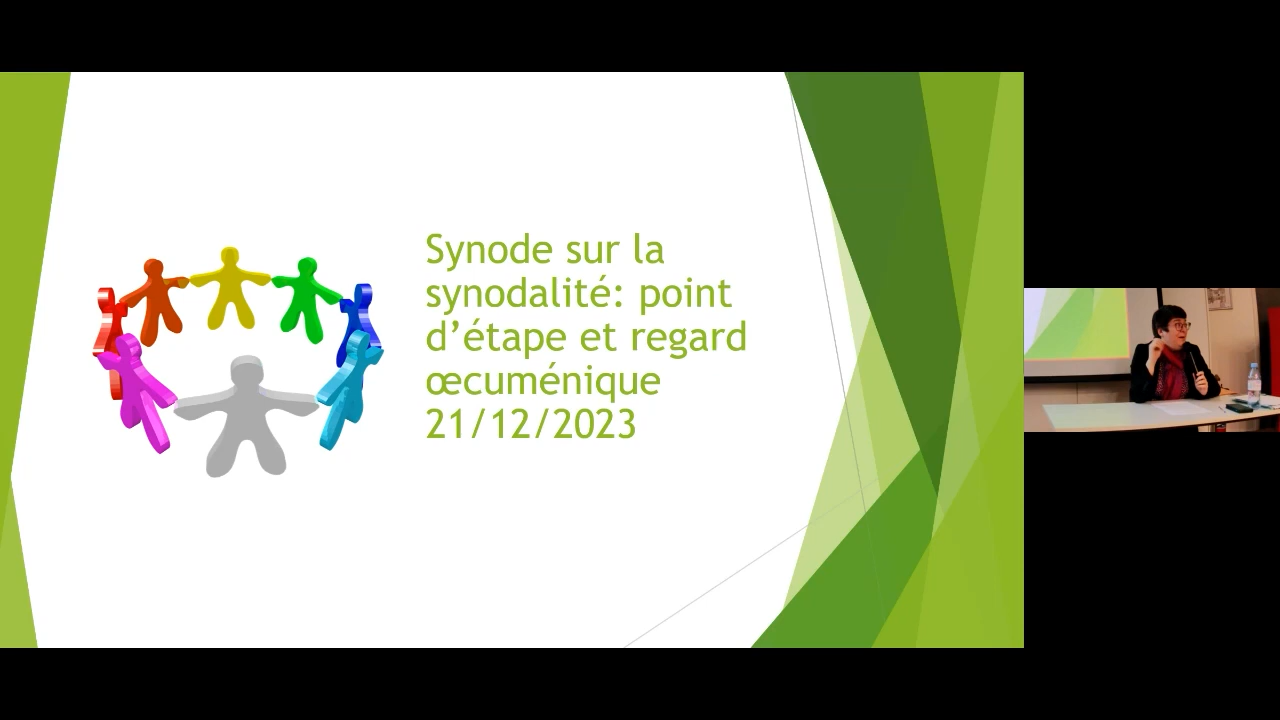 Synode sur la
synodalité: point
d’étape et regard
œcuménique
21/12/2023